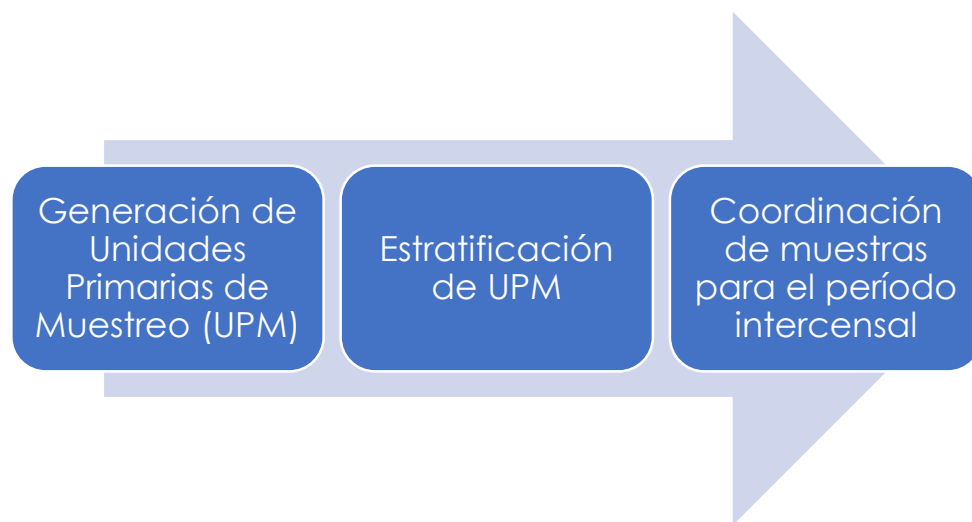 Generación de
Unidades
Primarias de
Muestreo (UPM)
Estratificación
de UPM
Coordinación
de muestras
para el período
intercensal